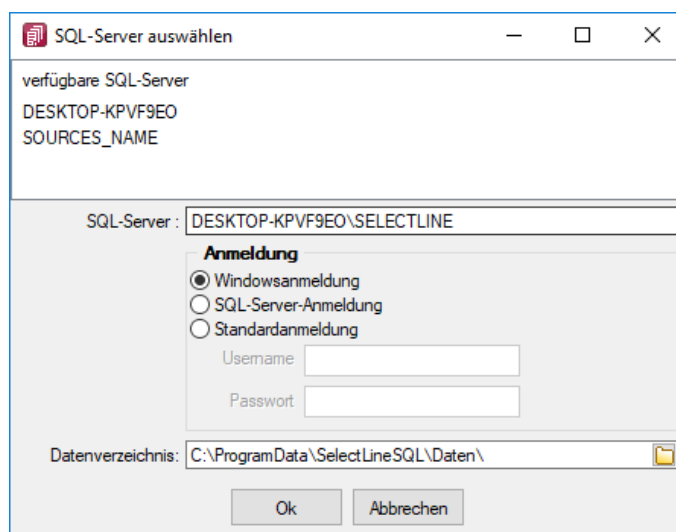 SQL-Server auswählen
verfügbare SQL-Server
DESKTOP-KPVF9EO
SOURCES_NAME
SQL-Server : DESKTOP-KPVF9EO\SELECTLINE
Anmeldung
Windowsanmeldung
SQL-Server-Anmeldung
Standardanmeldung
Username
Passwort
Datenverzeichnis: C:\ProgramData\SelectLineSQL\Daten\
Ok Abbrechen